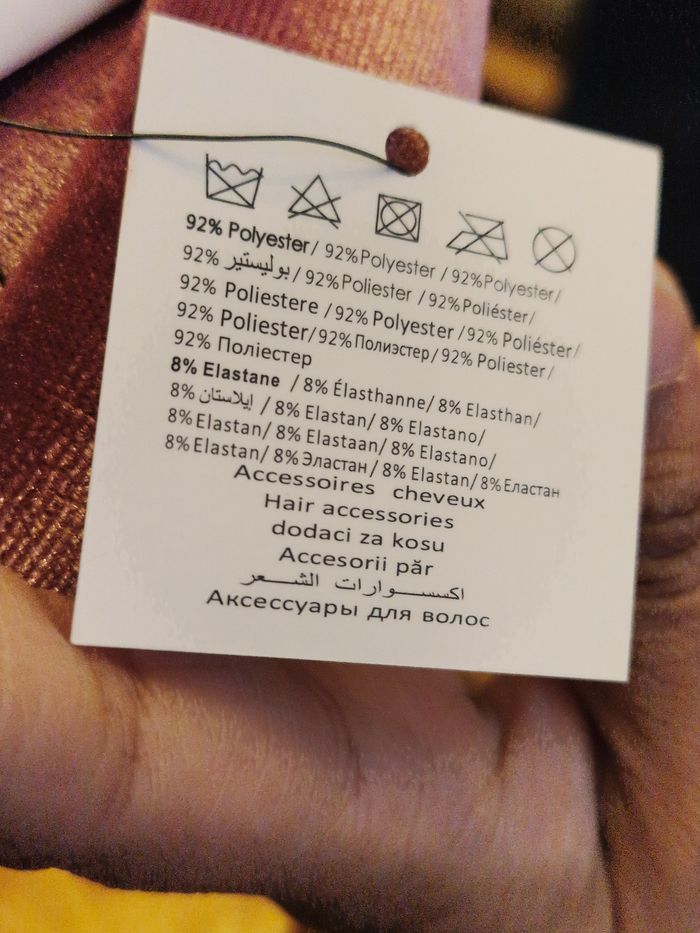 92% Polyester/ 92%Polyester / 92%Polyester/
92% بوليستير/ 92%Poliester / 92%Poliéster/
92% Poliestere / 92% Polyester / 92% Poliéster/
92% Poliester/ 92%Полиэстер/ 92% Poliester/
92% Поліестер
8% Elastane / 8% Élasthanne/ 8% Elasthan/
8% إيلاستان / 8% Elastan/ 8% Elastano/
8% Elastan/ 8% Elastaan/ 8% Elastano/
8% Elastan/ 8% Эластан/ 8% Elastan/ 8% Еластан
Accessoires cheveux
Hair accessories
dodaci za kosu
Accesorii păr
اكسسوارات الشعر
Аксессуары для волос